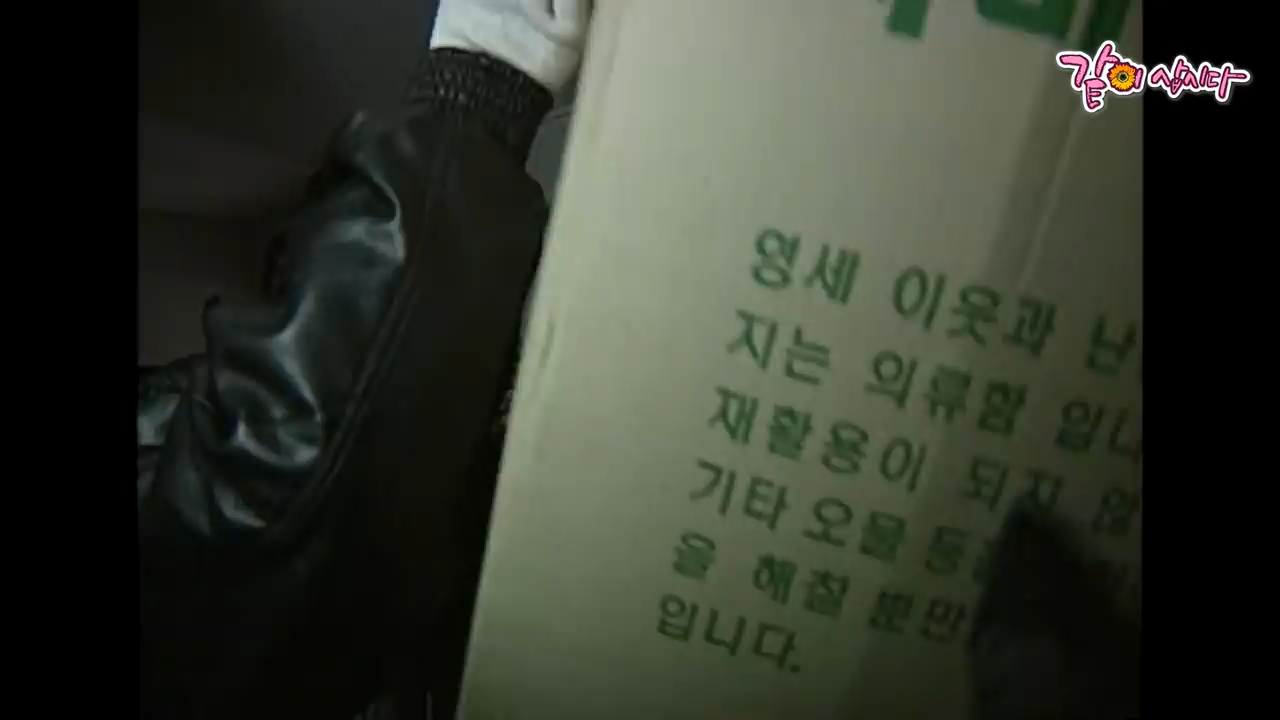 같이 삽시다
영세 이웃과 난
지는 의류함 입니
재활용이 되지 않
기타 오물 등
을 해칠 뿐만
입니다.